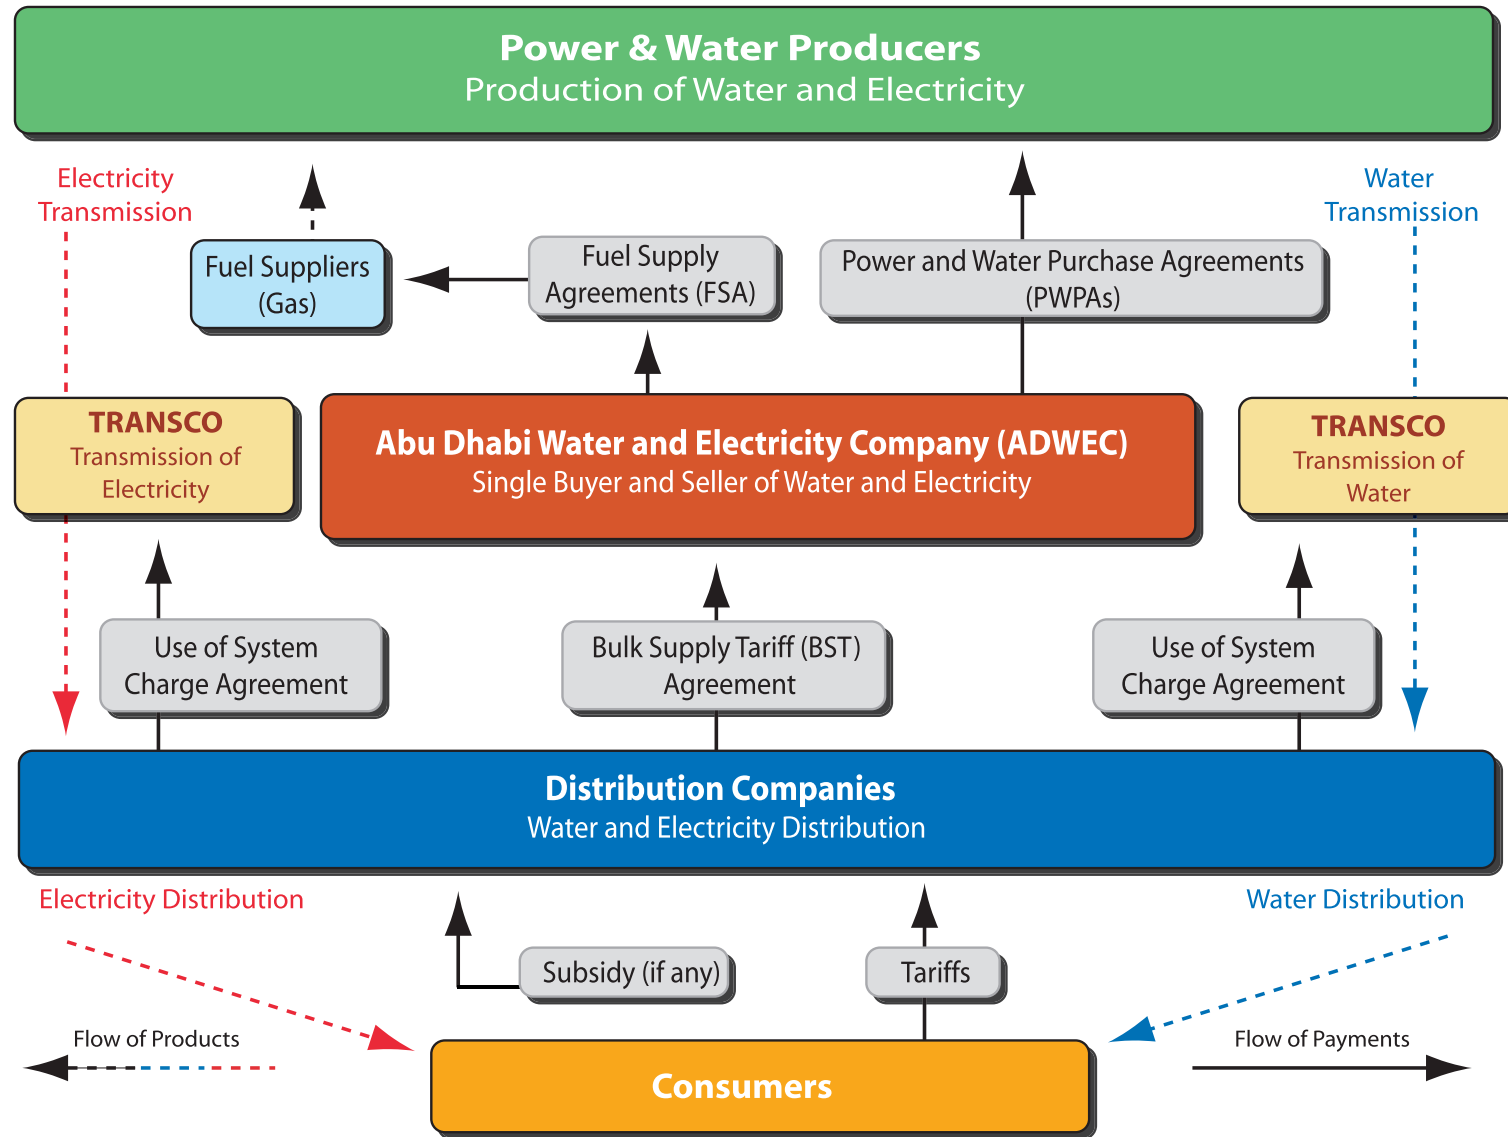 Power & Water Producers
Production of Water and Electricity
Electricity
Transmission
Water
Transmission
Fuel Suppliers
(Gas)
Fuel Supply
Agreements (FSA)
Power and Water Purchase Agreements
(PWPAs)
TRANSCO
Transmission of
Electricity
Abu Dhabi Water and Electricity Company (ADWEC)
Single Buyer and Seller of Water and Electricity
TRANSCO
Transmission of
Water
Use of System
Charge Agreement
Bulk Supply Tariff (BST)
Agreement
Use of System
Charge Agreement
Distribution Companies
Water and Electricity Distribution
Electricity Distribution
Water Distribution
Subsidy (if any)
Tariffs
Flow of Products
Flow of Payments
Consumers